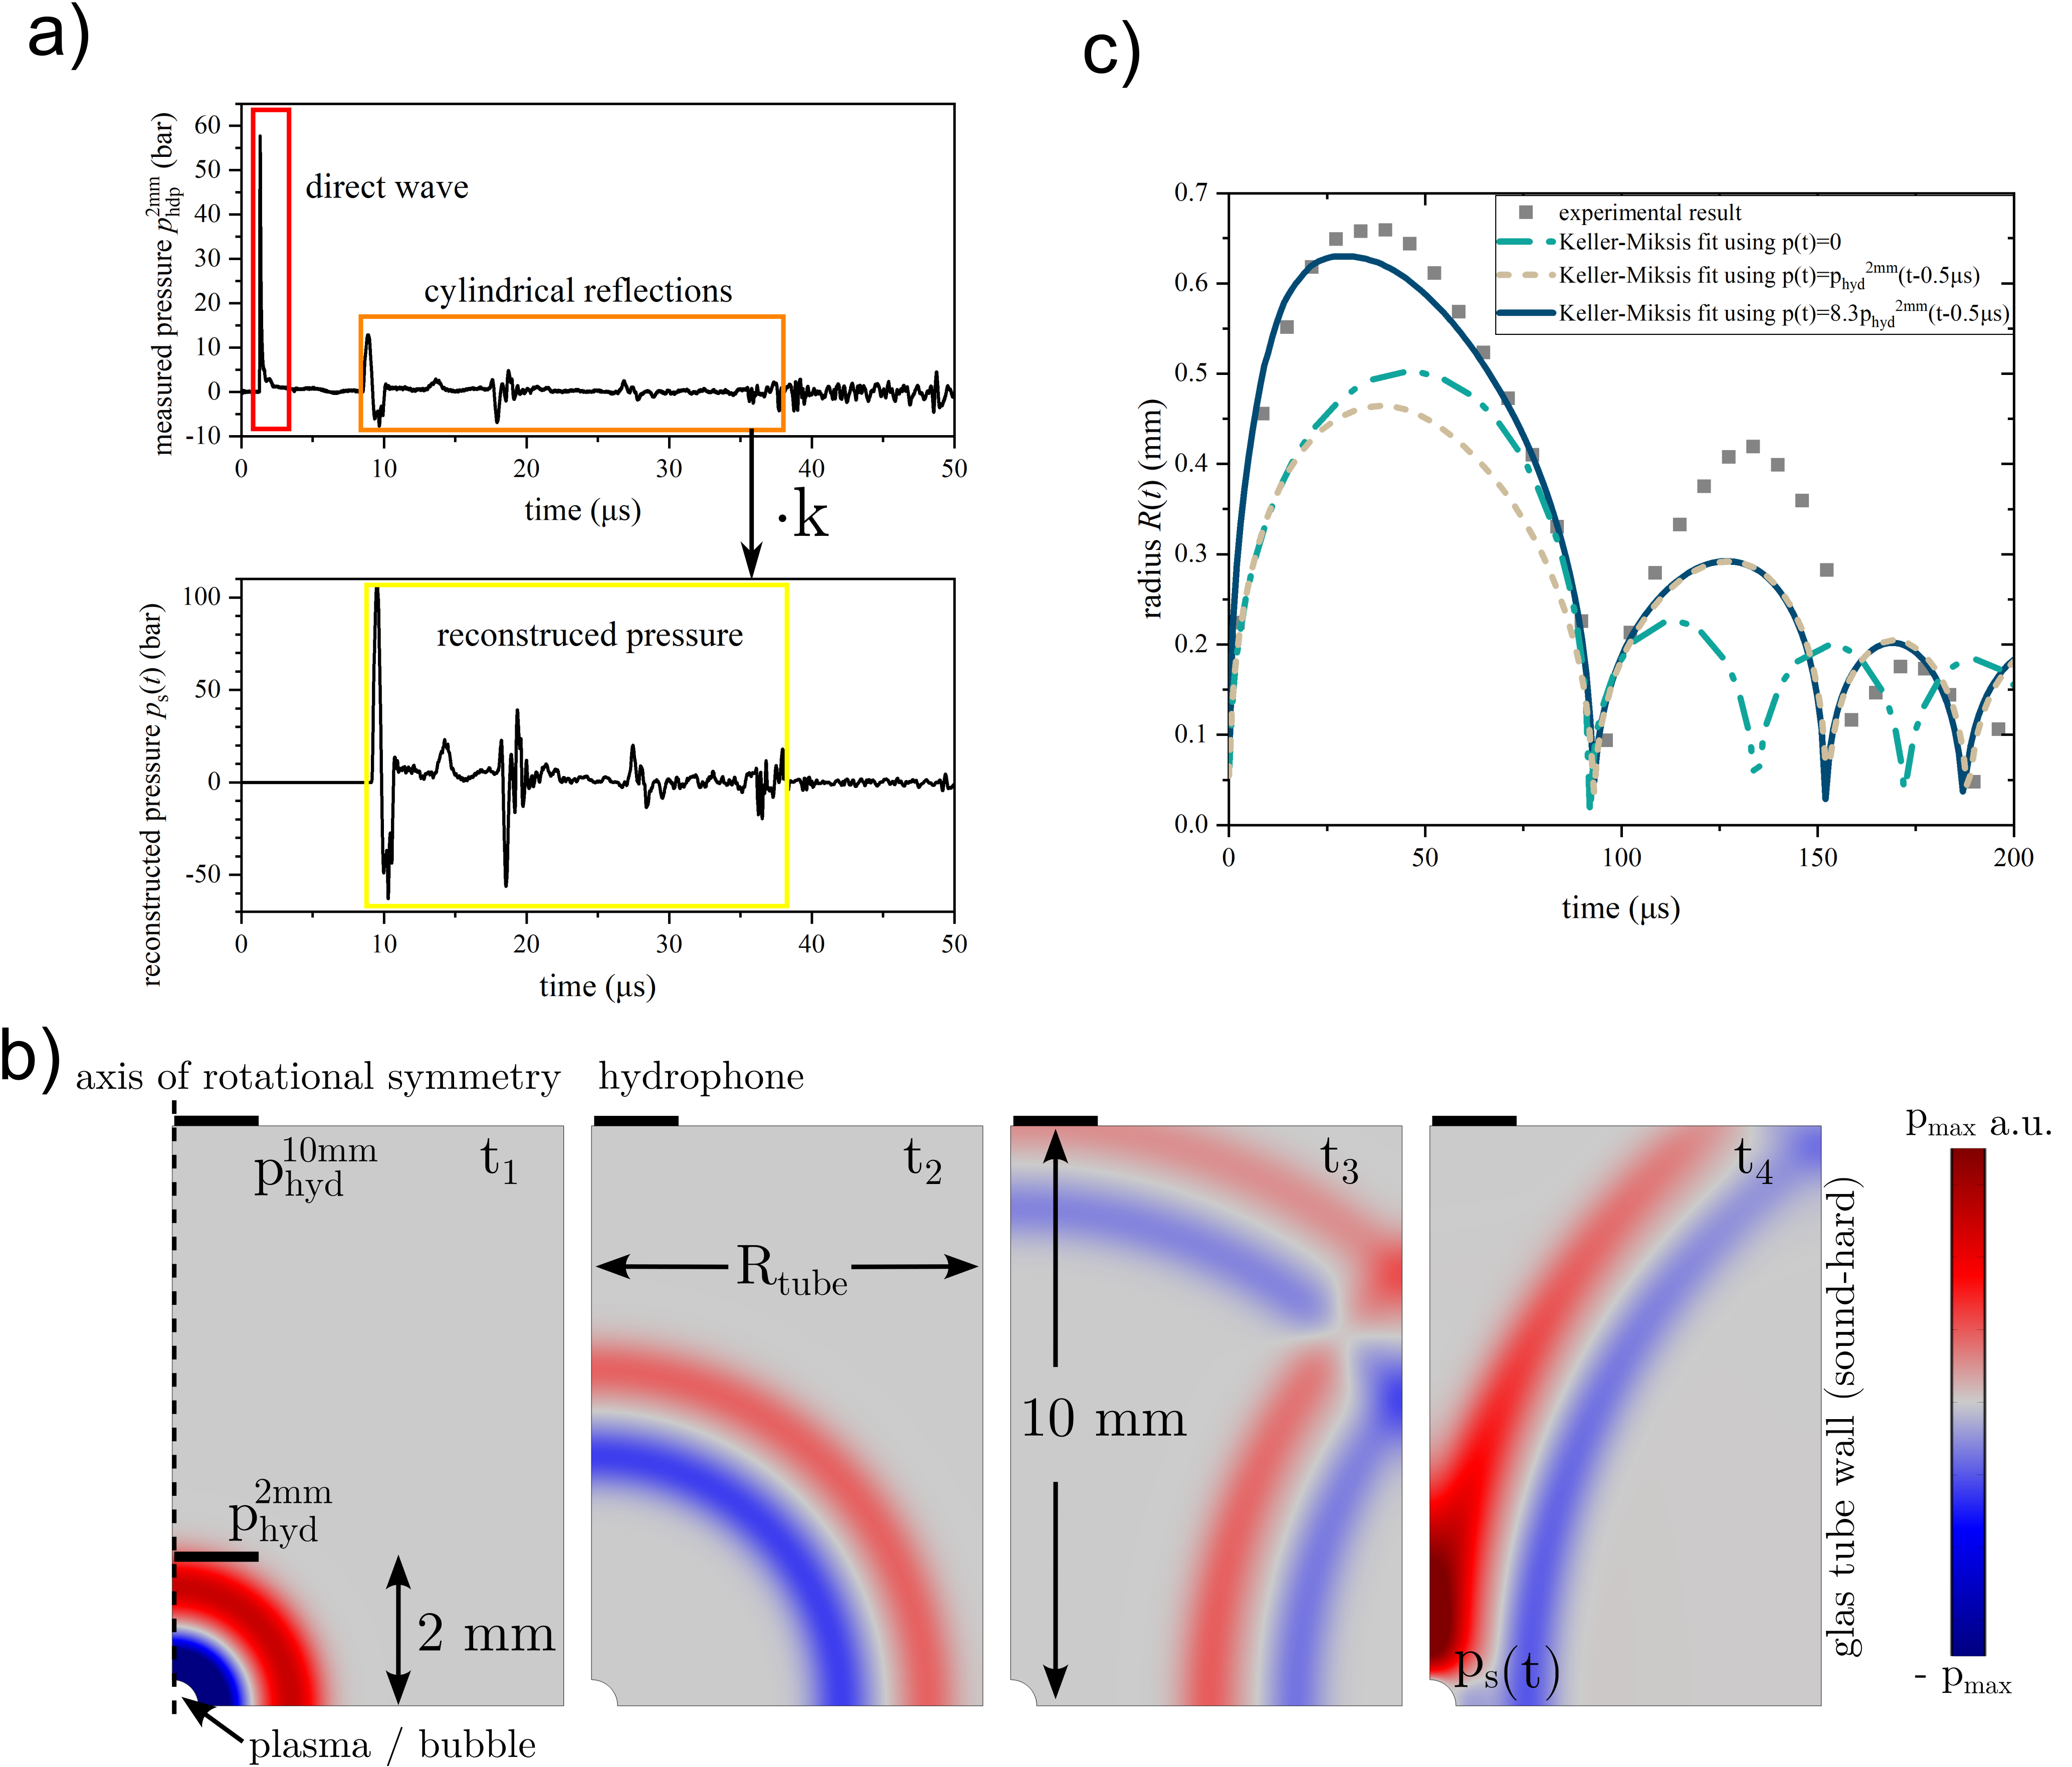 a)
measured pressure p_hdp^2mm (bar)
60
50
40
30
20
10
0
-10
direct wave
cylindrical reflections
0 10 20 30 40 50
time (µs)
·k
reconstructed pressure p_s(t) (bar)
100
50
0
-50
reconstruced pressure
0 10 20 30 40 50
time (µs)
c)
radius R(t) (mm)
0.7
0.6
0.5
0.4
0.3
0.2
0.1
0.0
experimental result
Keller-Miksis fit using p(t)=0
Keller-Miksis fit using p(t)=p_hyd^2mm(t-0.5µs)
Keller-Miksis fit using p(t)=8.3p_hyd^2mm(t-0.5µs)
0 50 100 150 200
time (µs)
b)
axis of rotational symmetry
hydrophone
p_hyd^10mm
t_1
p_hyd^2mm
2 mm
plasma / bubble
t_2
R_tube
t_3
10 mm
t_4
p_s(t)
glas tube wall (sound-hard)
p_max a.u.
- p_max